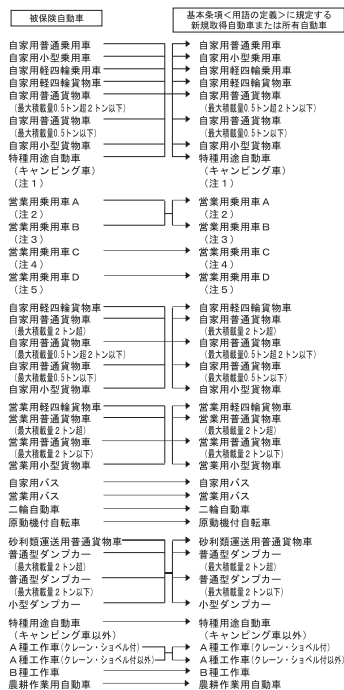 被保険自動車
基本条項<用語の定義>に規定する
新規取得自動車または所有自動車
自家用普通乗用車
自家用小型乗用車
自家用軽四輪乗用車
自家用軽四輪貨物車
自家用普通貨物車
(最大積載量0.5トン超2トン以下)
自家用普通貨物車
(最大積載量0.5トン以下)
自家用小型貨物車
特種用途自動車
(キャンピング車)
(注1)
自家用普通乗用車
自家用小型乗用車
自家用軽四輪乗用車
自家用軽四輪貨物車
自家用普通貨物車
(最大積載量0.5トン超2トン以下)
自家用普通貨物車
(最大積載量0.5トン以下)
自家用小型貨物車
特種用途自動車
(キャンピング車)
(注1)
営業用乗用車A
(注2)
営業用乗用車B
(注3)
営業用乗用車C
(注4)
営業用乗用車D
(注5)
営業用乗用車A
(注2)
営業用乗用車B
(注3)
営業用乗用車C
(注4)
営業用乗用車D
(注5)
自家用軽四輪貨物車
自家用普通貨物車
(最大積載量2トン超)
自家用普通貨物車
(最大積載量0.5トン超2トン以下)
自家用普通貨物車
(最大積載量0.5トン以下)
自家用小型貨物車
自家用軽四輪貨物車
自家用普通貨物車
(最大積載量2トン超)
自家用普通貨物車
(最大積載量0.5トン超2トン以下)
自家用普通貨物車
(最大積載量0.5トン以下)
自家用小型貨物車
営業用軽四輪貨物車
営業用普通貨物車
(最大積載量2トン超)
営業用普通貨物車
(最大積載量2トン以下)
営業用小型貨物車
営業用軽四輪貨物車
営業用普通貨物車
(最大積載量2トン超)
営業用普通貨物車
(最大積載量2トン以下)
営業用小型貨物車
自家用バス
営業用バス
二輪自動車
原動機付自転車
自家用バス
営業用バス
二輪自動車
原動機付自転車
砂利類運送用普通貨物車
普通型ダンプカー
(最大積載量2トン超)
普通型ダンプカー
(最大積載量2トン以下)
小型ダンプカー
砂利類運送用普通貨物車
普通型ダンプカー
(最大積載量2トン超)
普通型ダンプカー
(最大積載量2トン以下)
小型ダンプカー
特種用途自動車
(キャンピング車以外)
A種工作車(クレーン・ショベル付)
A種工作車(クレーン・ショベル付以外)
B種工作車
農耕作業用自動車
特種用途自動車
(キャンピング車以外)
A種工作車(クレーン・ショベル付)
A種工作車(クレーン・ショベル付以外)
B種工作車
農耕作業用自動車